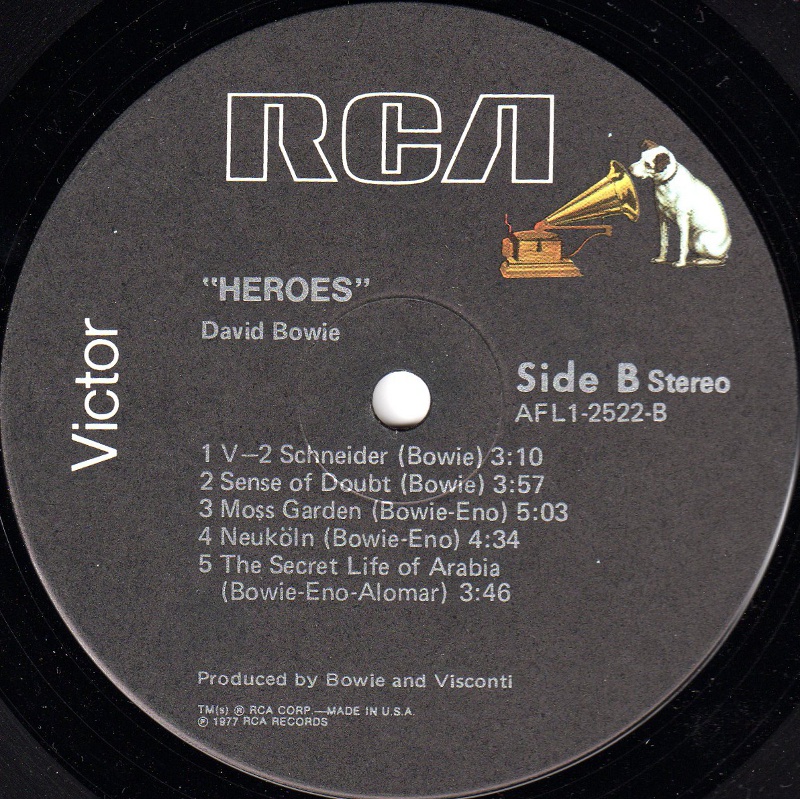 RCA
"HEROES"
David Bowie
Victor
Side B Stereo
AFL1-2522-B
1 V–2 Schneider (Bowie) 3:10
2 Sense of Doubt (Bowie) 3:57
3 Moss Garden (Bowie-Eno) 5:03
4 Neuköln (Bowie-Eno) 4:34
5 The Secret Life of Arabia
(Bowie-Eno-Alomar) 3:46
Produced by Bowie and Visconti
TM(s) ® RCA CORP.—MADE IN U.S.A.
℗ 1977 RCA RECORDS